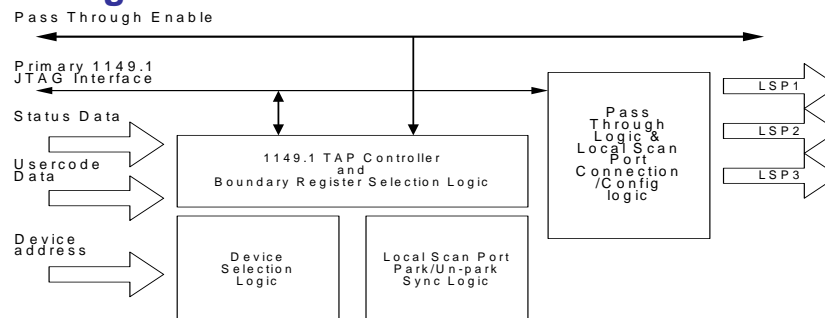 Pass Through Enable
Primary 1149.1
JTAG Interface
Status Data
Usercode
Data
Device
address
1149.1 TAP Controller
and
Boundary Register Selection Logic
Device
Selection
Logic
Local Scan Port
Park/Un-park
Sync Logic
Pass
Through
Logic &
Local Scan
Port
Connection
/Config
logic
LSP1
LSP2
LSP3